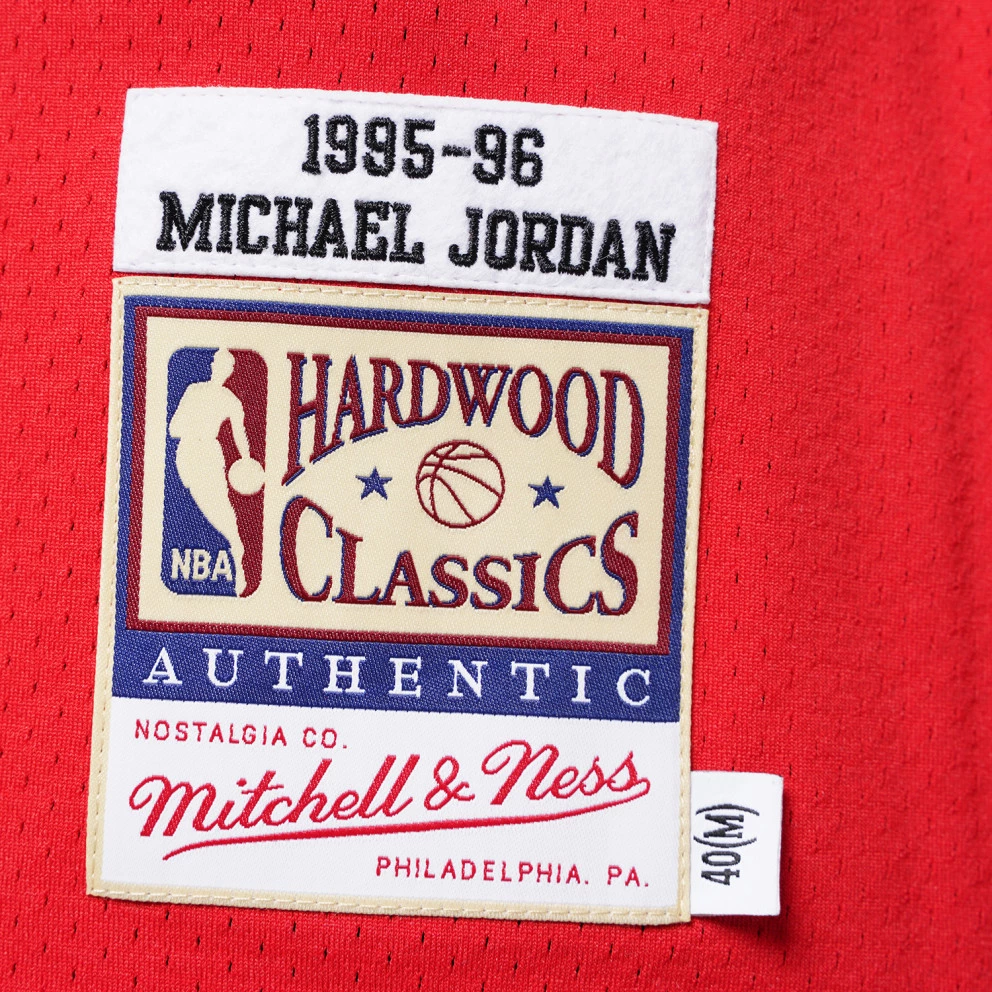 1995-96
MICHAEL JORDAN
HARDWOOD
CLASSICS
NBA
AUTHENTIC
NOSTALGIA CO.
Mitchell & Ness
PHILADELPHIA. PA.
40(M)